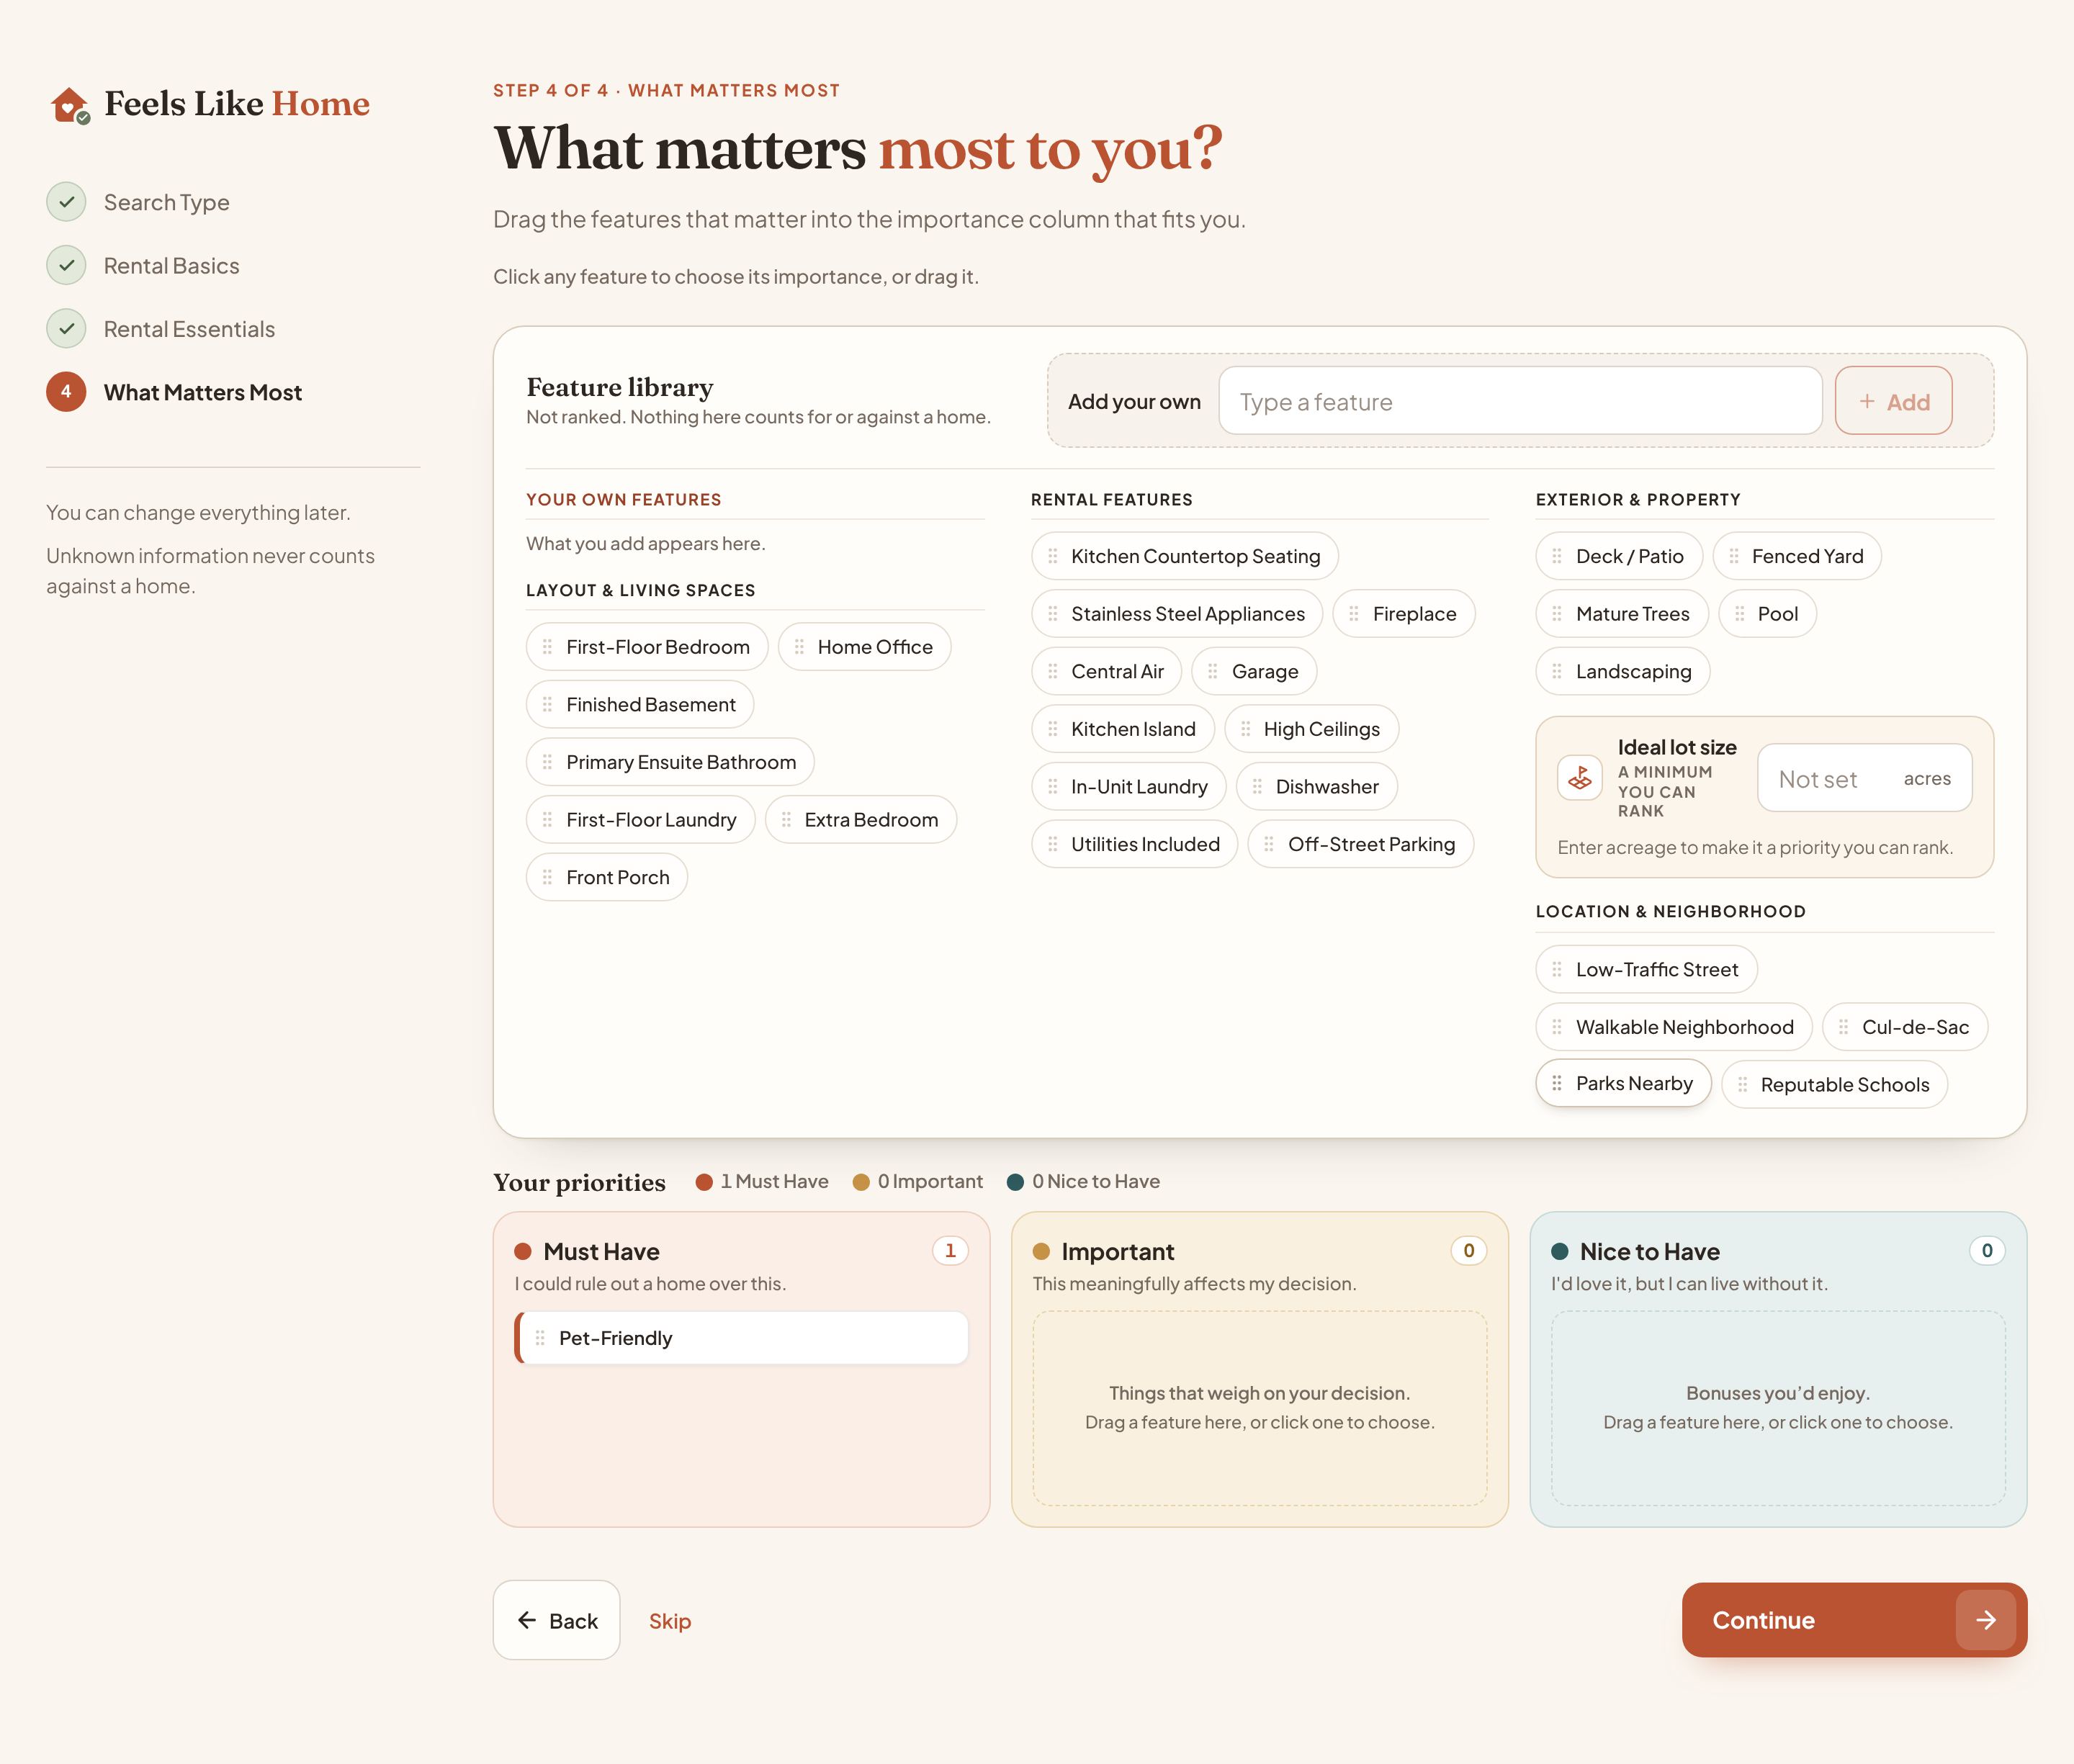 Feels Like Home
Search Type
Rental Basics
Rental Essentials
4
What Matters Most
You can change everything later.
Unknown information never counts
against a home.
STEP 4 OF 4 · WHAT MATTERS MOST
What matters most to you?
Drag the features that matter into the importance column that fits you.
Click any feature to choose its importance, or drag it.
Feature library
Not ranked. Nothing here counts for or against a home.
Add your own
Type a feature
+ Add
YOUR OWN FEATURES
What you add appears here.
LAYOUT & LIVING SPACES
First-Floor Bedroom
Home Office
Finished Basement
Primary Ensuite Bathroom
First-Floor Laundry
Extra Bedroom
Front Porch
RENTAL FEATURES
Kitchen Countertop Seating
Stainless Steel Appliances
Fireplace
Central Air
Garage
Kitchen Island
High Ceilings
In-Unit Laundry
Dishwasher
Utilities Included
Off-Street Parking
EXTERIOR & PROPERTY
Deck / Patio
Fenced Yard
Mature Trees
Pool
Landscaping
Ideal lot size
A MINIMUM
YOU CAN
RANK
Not set
acres
Enter acreage to make it a priority you can rank.
LOCATION & NEIGHBORHOOD
Low-Traffic Street
Walkable Neighborhood
Cul-de-Sac
Parks Nearby
Reputable Schools
Your priorities
1 Must Have
0 Important
0 Nice to Have
Must Have
1
I could rule out a home over this.
Pet-Friendly
Important
0
This meaningfully affects my decision.
Things that weigh on your decision.
Drag a feature here, or click one to choose.
Nice to Have
0
I'd love it, but I can live without it.
Bonuses you’d enjoy.
Drag a feature here, or click one to choose.
Back
Skip
Continue